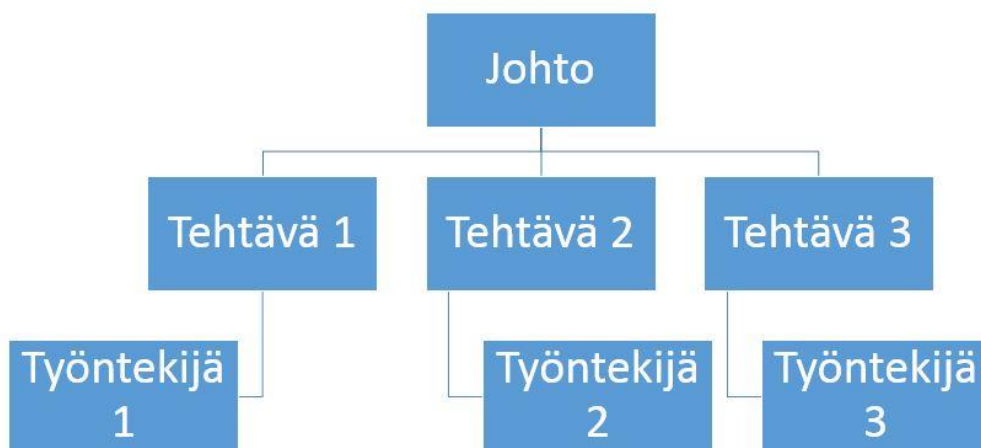 Johto
Tehtävä 1
Tehtävä 2
Tehtävä 3
Työntekijä
1
Työntekijä
2
Työntekijä
3